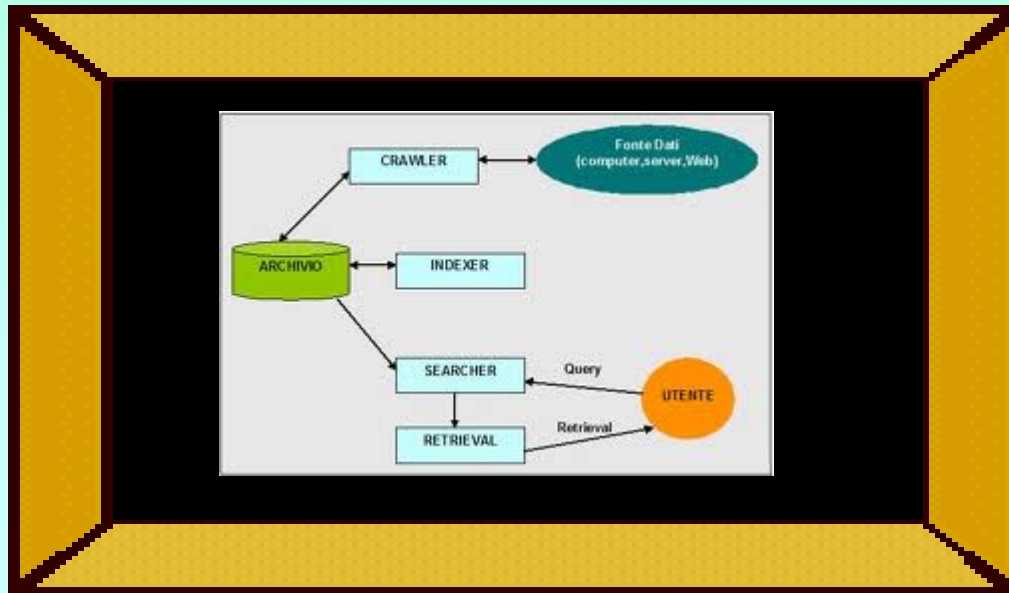 Fonte Dati
(computer,server,Web)
CRAWLER
ARCHIVIO
INDEXER
SEARCHER
Query
UTENTE
Retrieval
RETRIEVAL